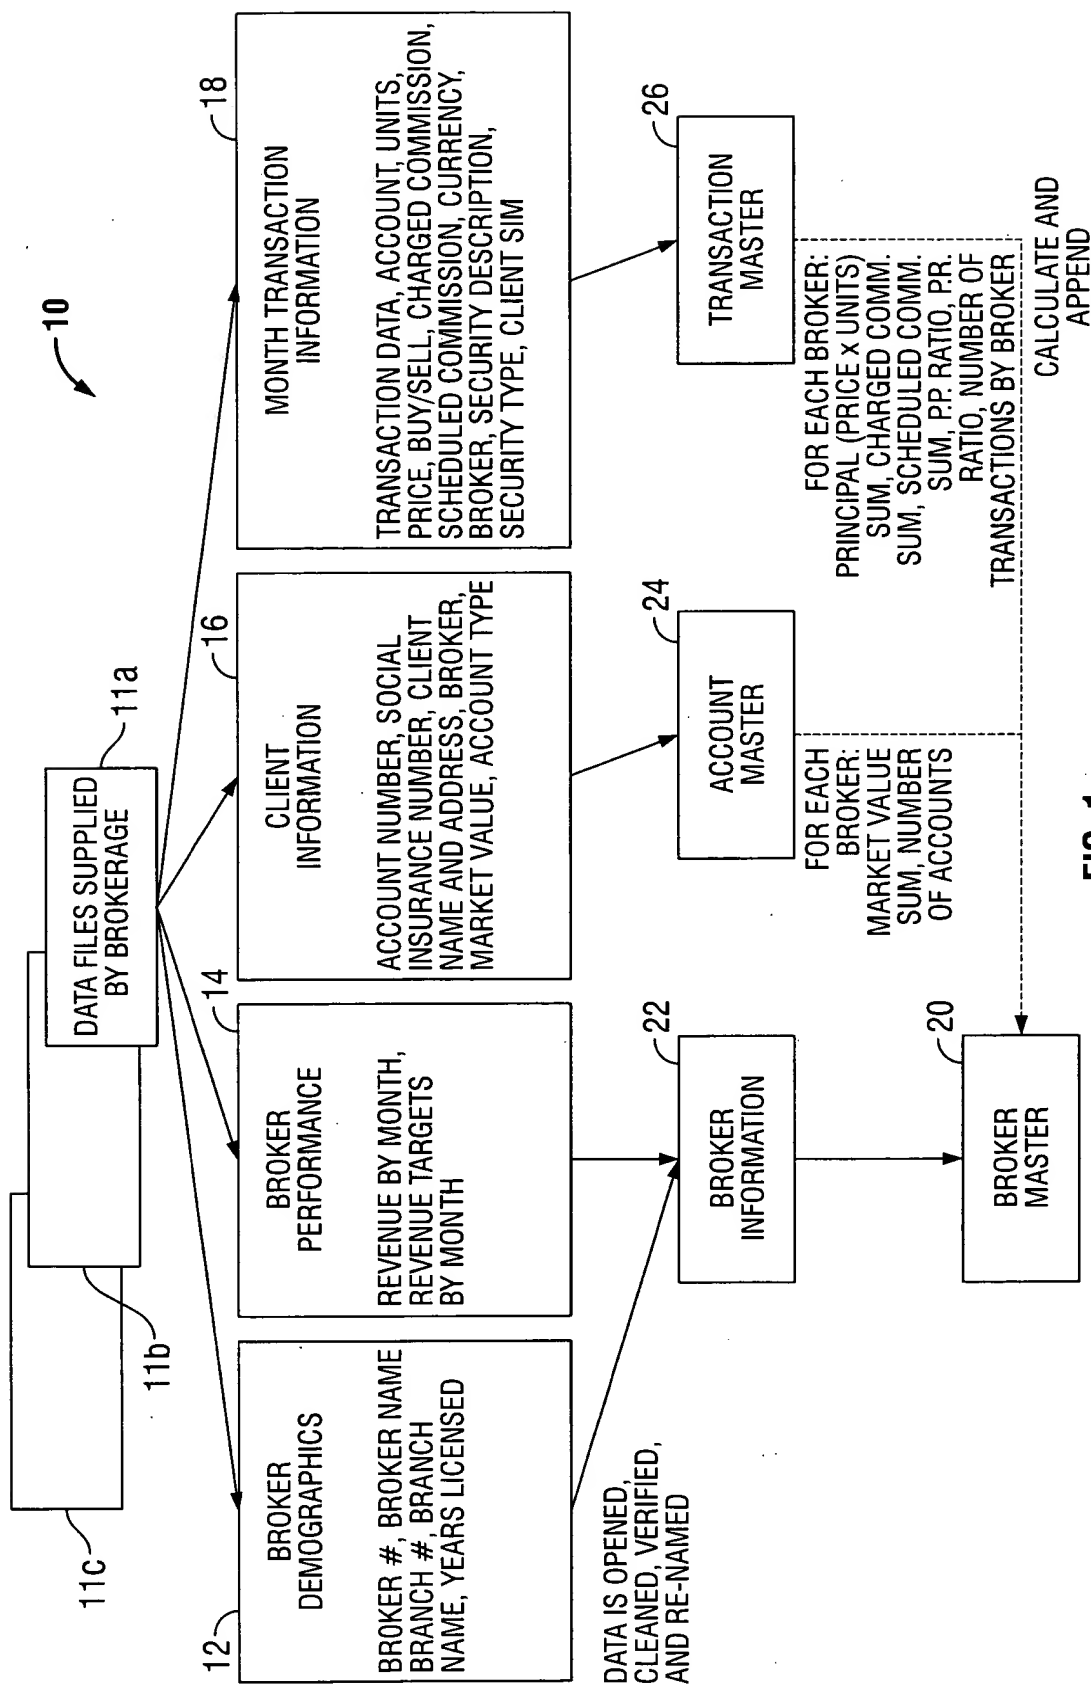 10
11c
11b
11a
DATA FILES SUPPLIED
BY BROKERAGE
12
BROKER
DEMOGRAPHICS
BROKER #, BROKER NAME
BRANCH #, BRANCH
NAME, YEARS LICENSED
14
BROKER
PERFORMANCE
REVENUE BY MONTH,
REVENUE TARGETS
BY MONTH
16
CLIENT
INFORMATION
ACCOUNT NUMBER, SOCIAL
INSURANCE NUMBER, CLIENT
NAME AND ADDRESS, BROKER,
MARKET VALUE, ACCOUNT TYPE
18
MONTH TRANSACTION
INFORMATION
TRANSACTION DATA, ACCOUNT, UNITS,
PRICE, BUY/SELL, CHARGED COMMISSION,
SCHEDULED COMMISSION, CURRENCY,
BROKER, SECURITY DESCRIPTION,
SECURITY TYPE, CLIENT SIM
DATA IS OPENED,
CLEANED, VERIFIED,
AND RE-NAMED
22
BROKER
INFORMATION
24
ACCOUNT
MASTER
26
TRANSACTION
MASTER
FOR EACH
BROKER:
MARKET VALUE
SUM, NUMBER
OF ACCOUNTS
FOR EACH BROKER:
PRINCIPAL (PRICE x UNITS)
SUM, CHARGED COMM.
SUM, SCHEDULED COMM.
SUM, P.P. RATIO, P.R.
RATIO, NUMBER OF
TRANSACTIONS BY BROKER
20
BROKER
MASTER
CALCULATE AND
APPEND
FIG. 1